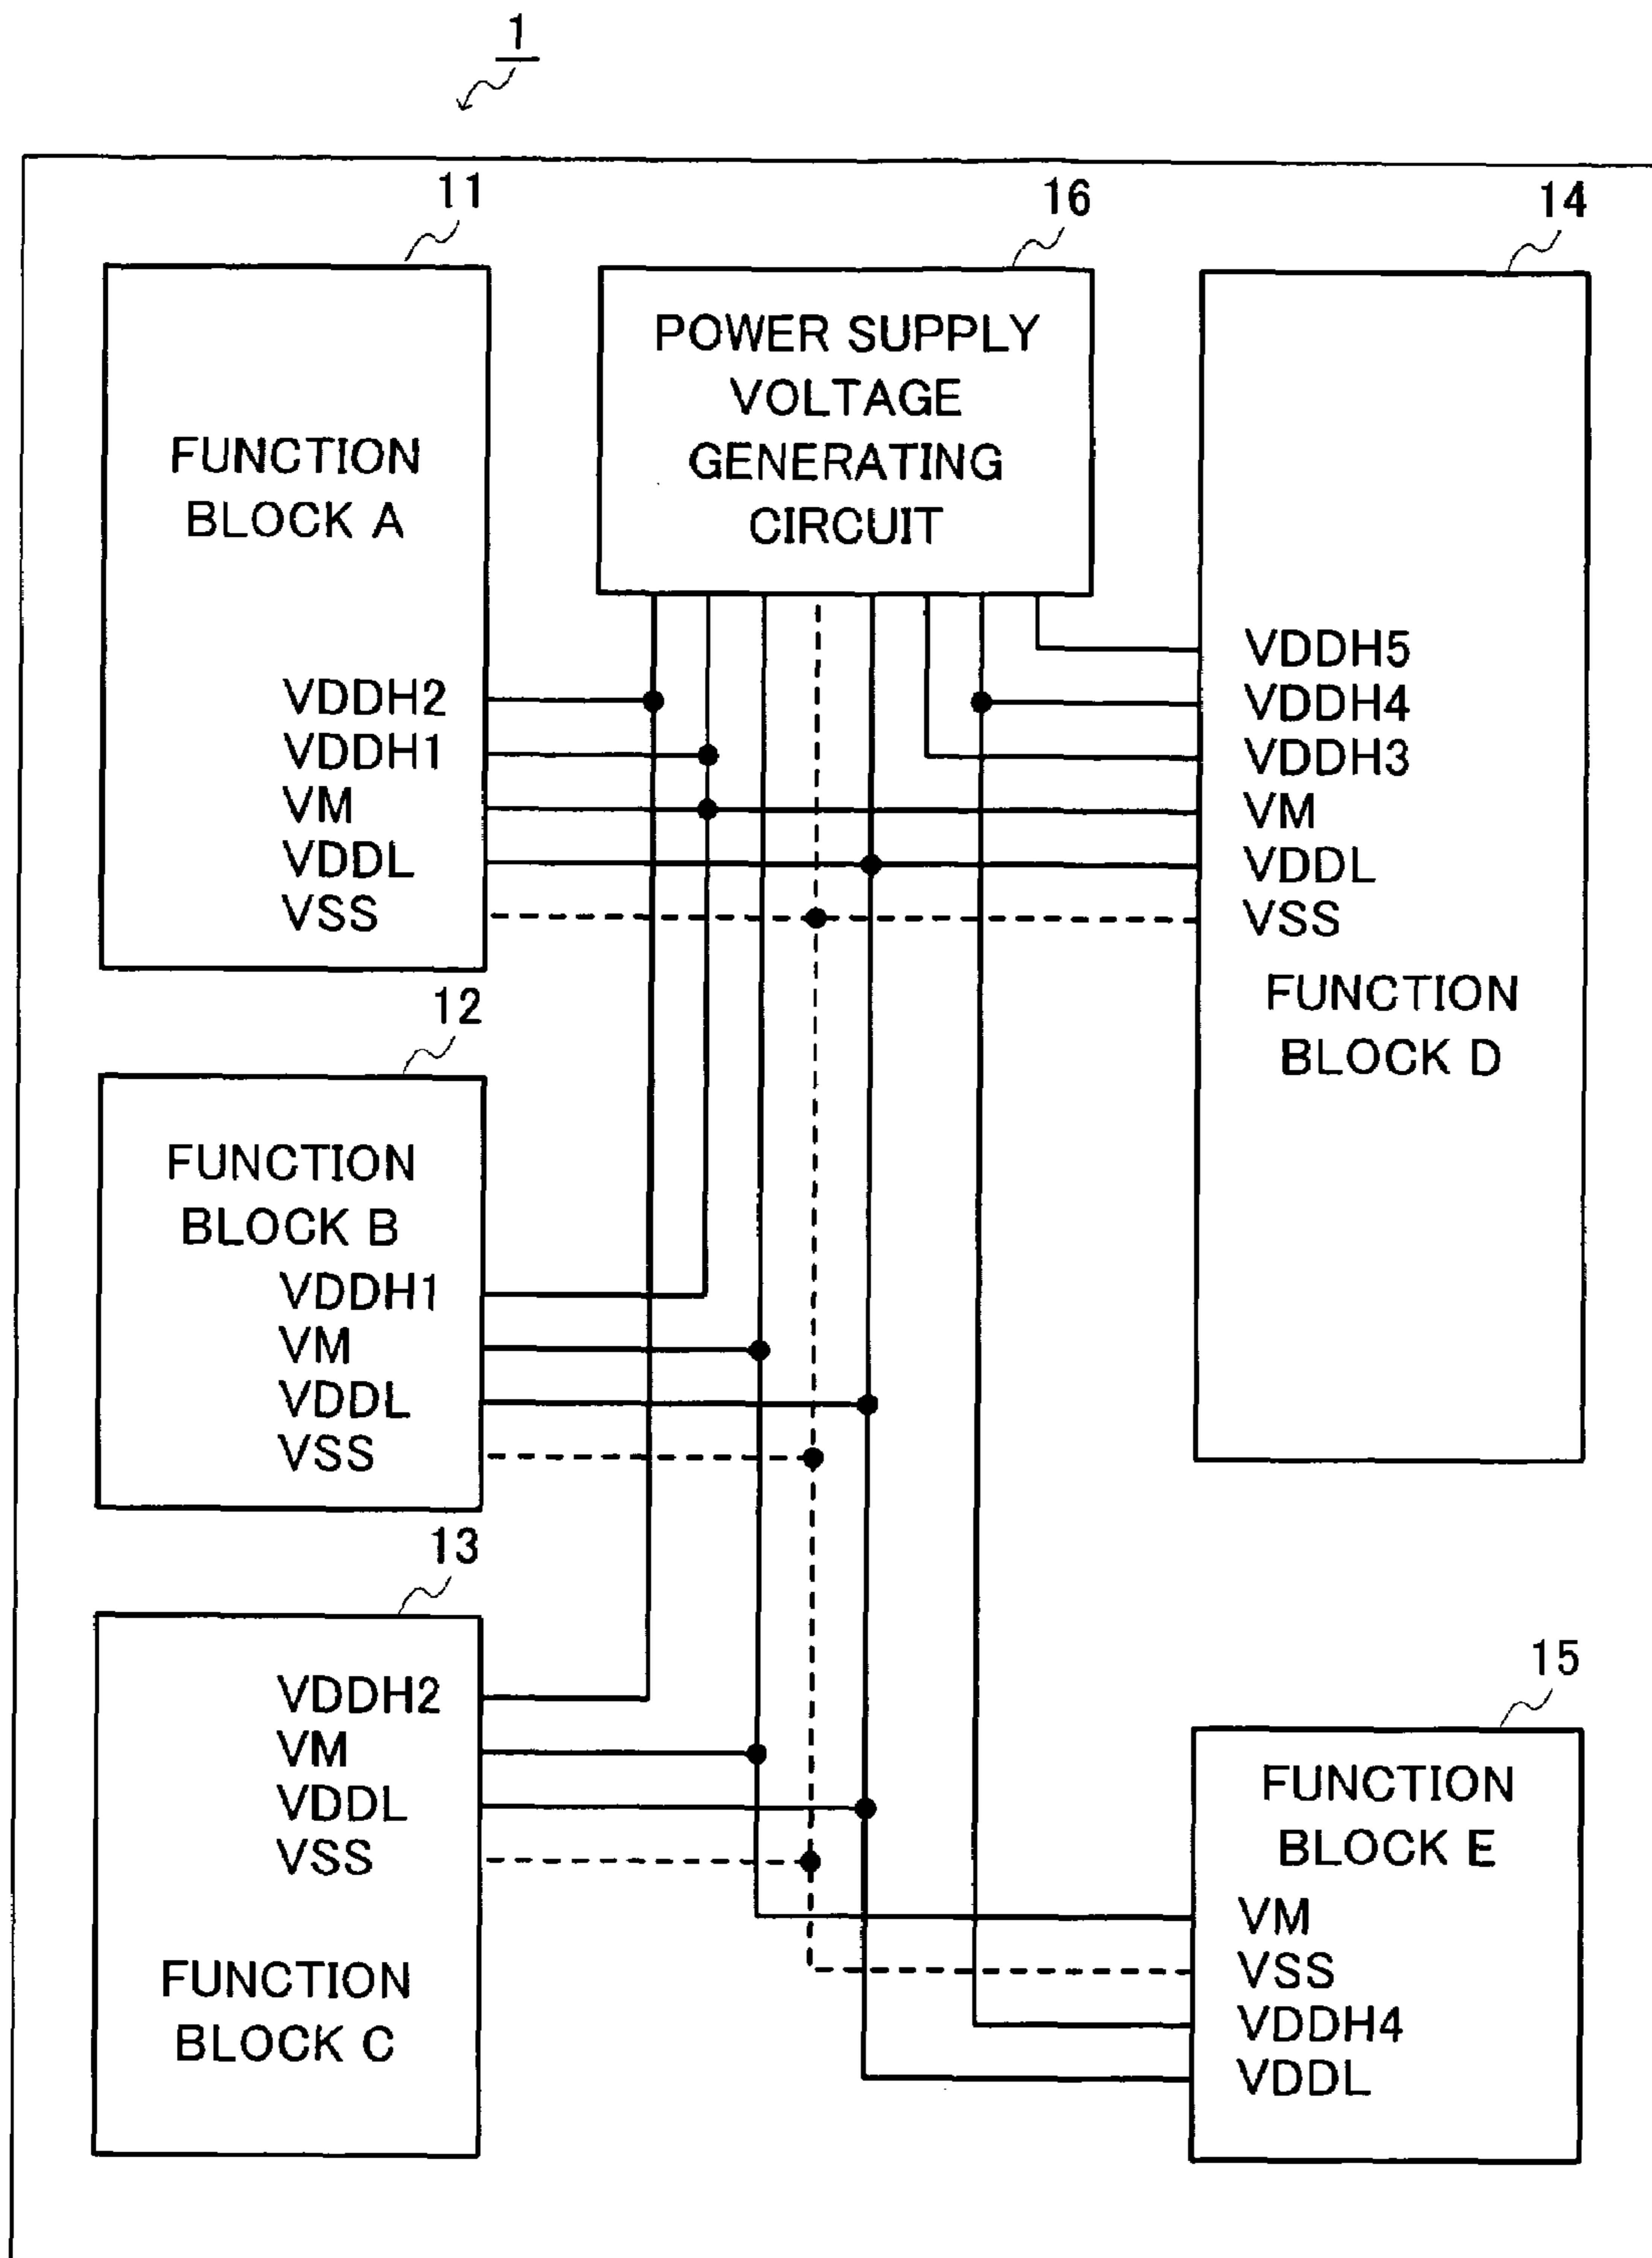 1
11
16
14
FUNCTION
BLOCK A
VDDH2
VDDH1
VM
VDDL
VSS
POWER SUPPLY
VOLTAGE
GENERATING
CIRCUIT
VDDH5
VDDH4
VDDH3
VM
VDDL
VSS
FUNCTION
BLOCK D
12
FUNCTION
BLOCK B
VDDH1
VM
VDDL
VSS
13
VDDH2
VM
VDDL
VSS
FUNCTION
BLOCK C
15
FUNCTION
BLOCK E
VM
VSS
VDDH4
VDDL